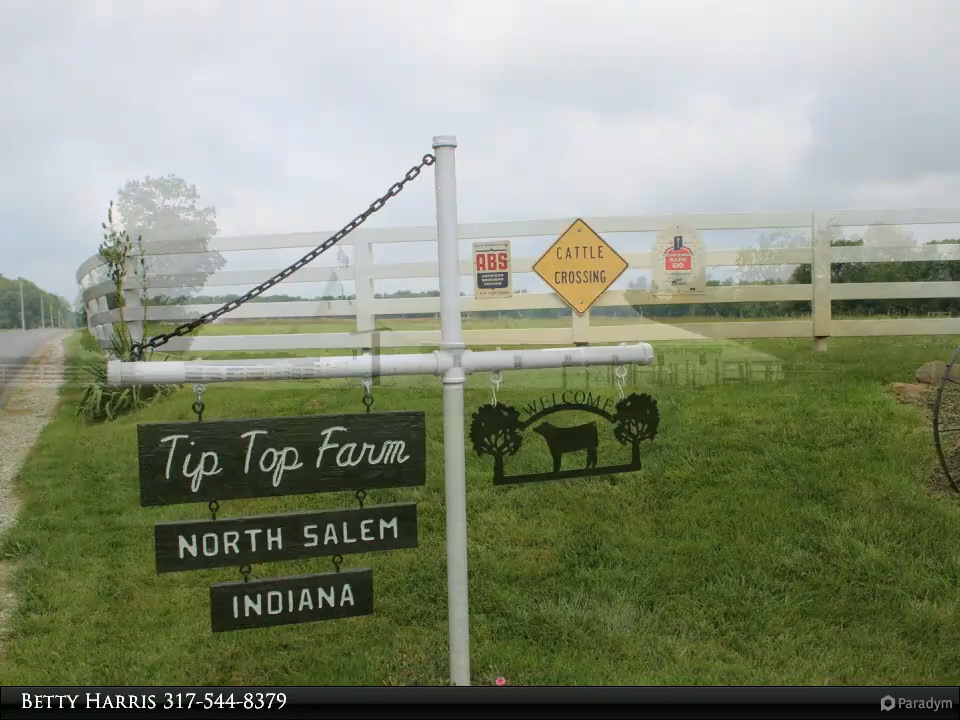 ABS
CATTLE
CROSSING
WELCOME
Tip Top Farm
NORTH SALEM
INDIANA
BETTY HARRIS 317-544-8379
Paradym